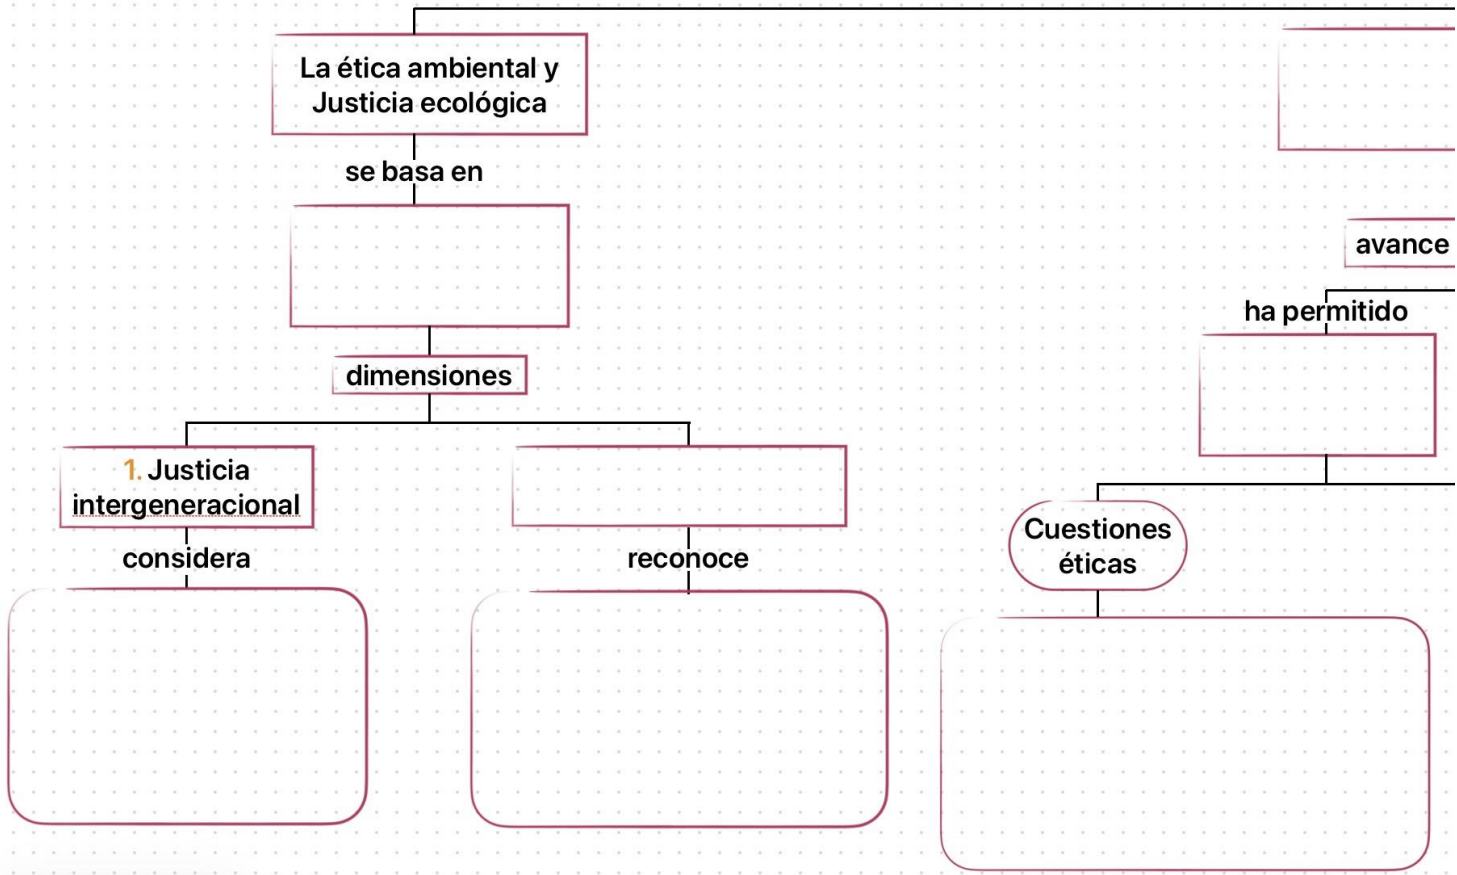 La ética ambiental y
Justicia ecológica
se basa en
dimensiones
1. Justicia
intergeneracional
considera
reconoce
avance
ha permitido
Cuestiones
éticas